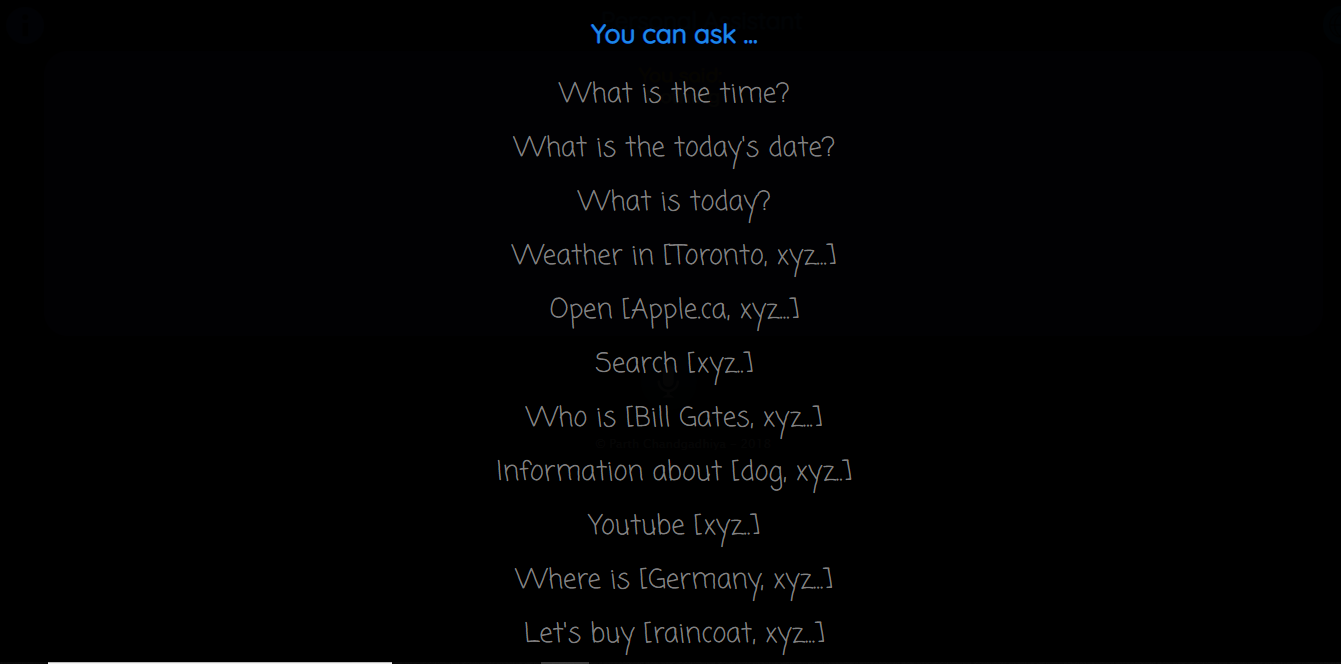 You can ask ...
What is the time?
What is the today's date?
What is today?
Weather in [Toronto, xyz...]
Open [Apple.ca, xyz...]
Search [xyz...]
Who is [Bill Gates, xyz...]
Information about [dog, xyz...]
Youtube [xyz...]
Where is [Germany, xyz...]
Let's buy [raincoat, xyz...]